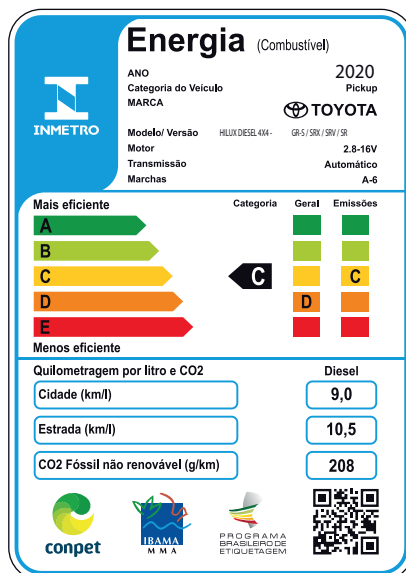 Energia (Combustível)
ANO 2020
Categoria do Veículo Pickup
MARCA TOYOTA
INMETRO
Modelo/ Versão HILUX DIESEL 4X4 - GR-S / SRX / SRV / SR
Motor 2.8-16V
Transmissão Automático
Marchas A-6
Mais eficiente Categoria Geral Emissões
A
B
C C C
D D
E
Menos eficiente
Quilometragem por litro e CO2 Diesel
Cidade (km/l) 9,0
Estrada (km/l) 10,5
CO2 Fóssil não renovável (g/km) 208
conpet
IBAMA
M M A
PROGRAMA
BRASILEIRO DE
ETIQUETAGEM